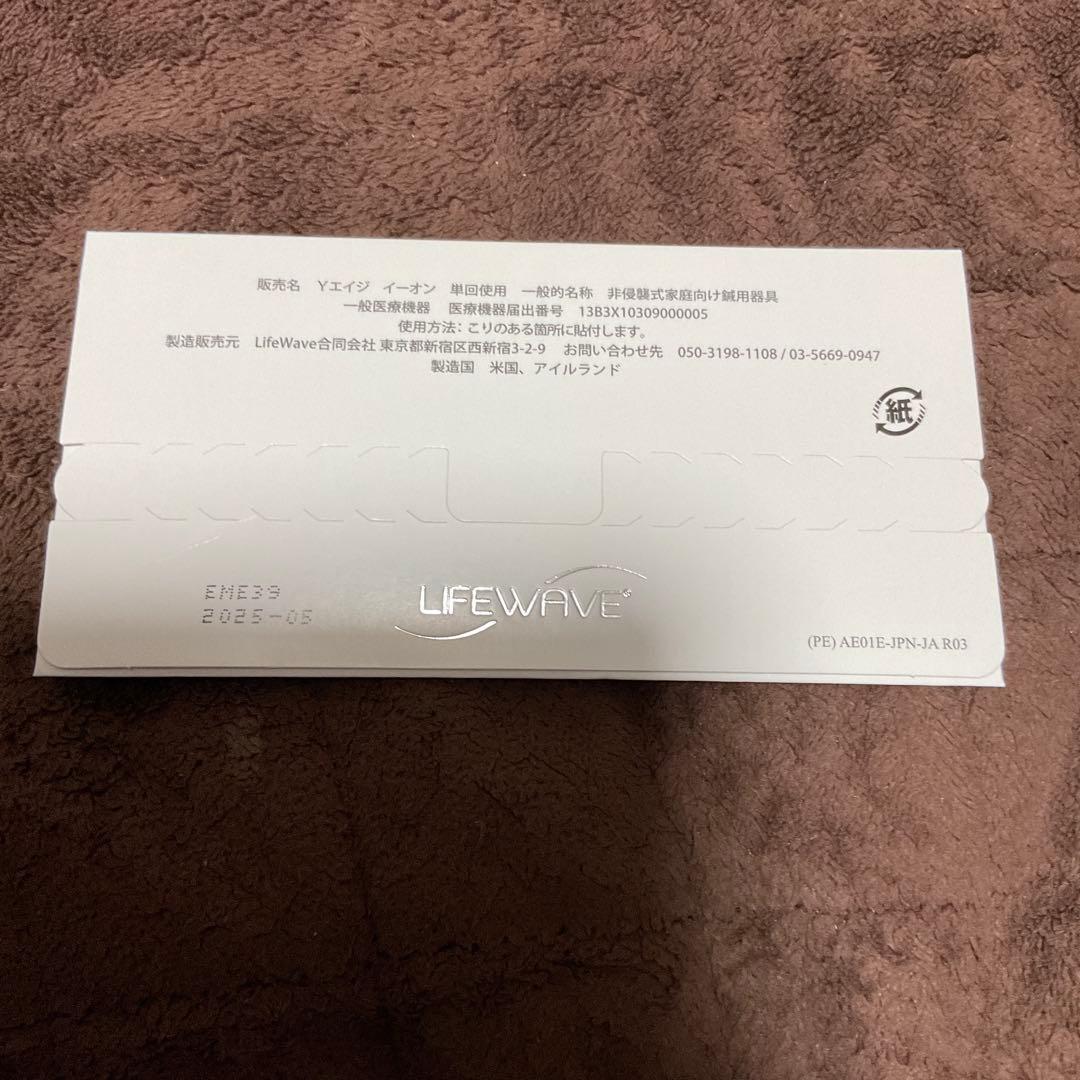 販売名 Yエイジ イーオン 単回使用 一般的名称 非侵襲式家庭向け鍼用器具
一般医療機器 医療機器届出番号 13B3X10309000005
使用方法：こりのある箇所に貼付します。
製造販売元 LifeWave合同会社 東京都新宿区西新宿3-2-9 お問い合わせ先 050-3198-1108 / 03-5669-0947
製造国 米国、アイルランド
紙
EME39
2025-05
LIFEWAVE®
(PE) AE01E-JPN-JA R03